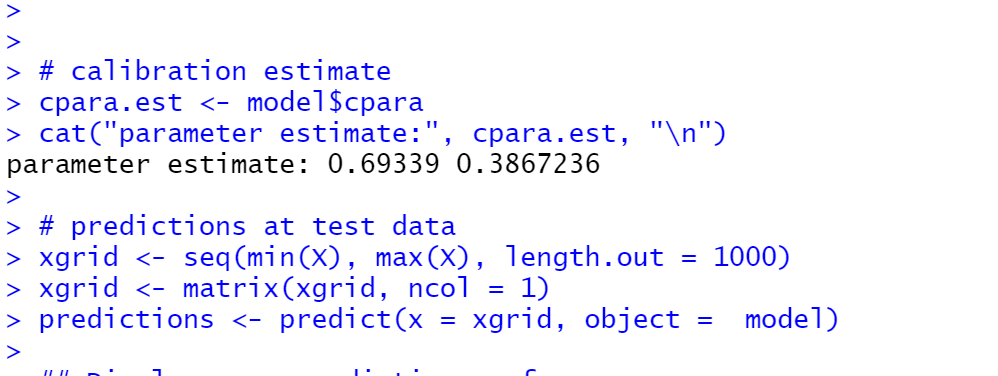 >
>
> # calibration estimate
> cpara.est <- model$cpara
> cat("parameter estimate:", cpara.est, "\n")
parameter estimate: 0.69339 0.3867236
>
> # predictions at test data
> xgrid <- seq(min(X), max(X), length.out = 1000)
> xgrid <- matrix(xgrid, ncol = 1)
> predictions <- predict(x = xgrid, object =  model)
>